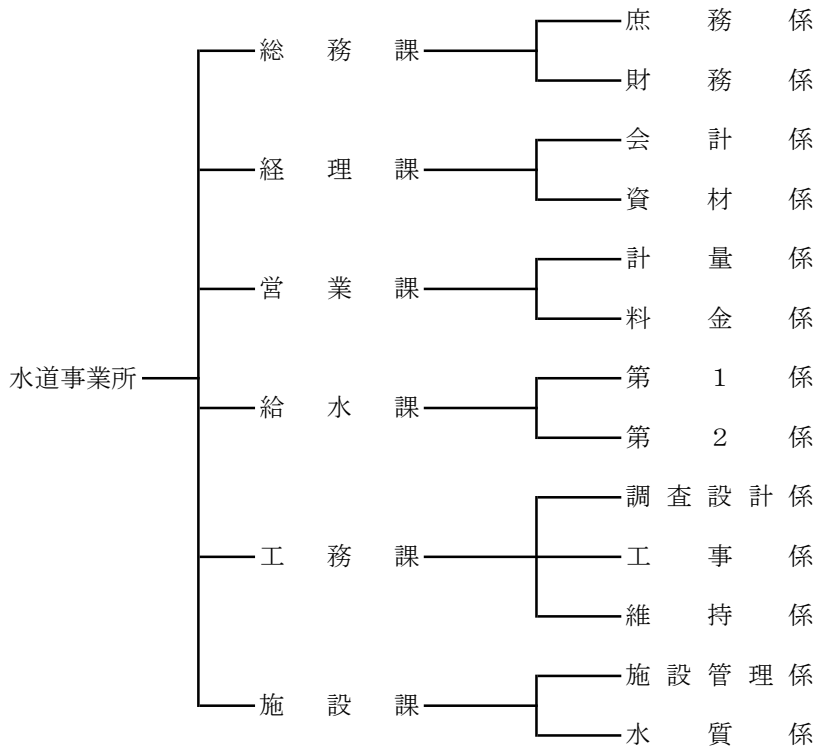 庶務係
総務課
財務係
会計係
経理課
資材係
計量係
営業課
料金係
水道事業所
第1係
給水課
第2係
調査設計係
工務課
工事係
維持係
施設管理係
施設課
水質係